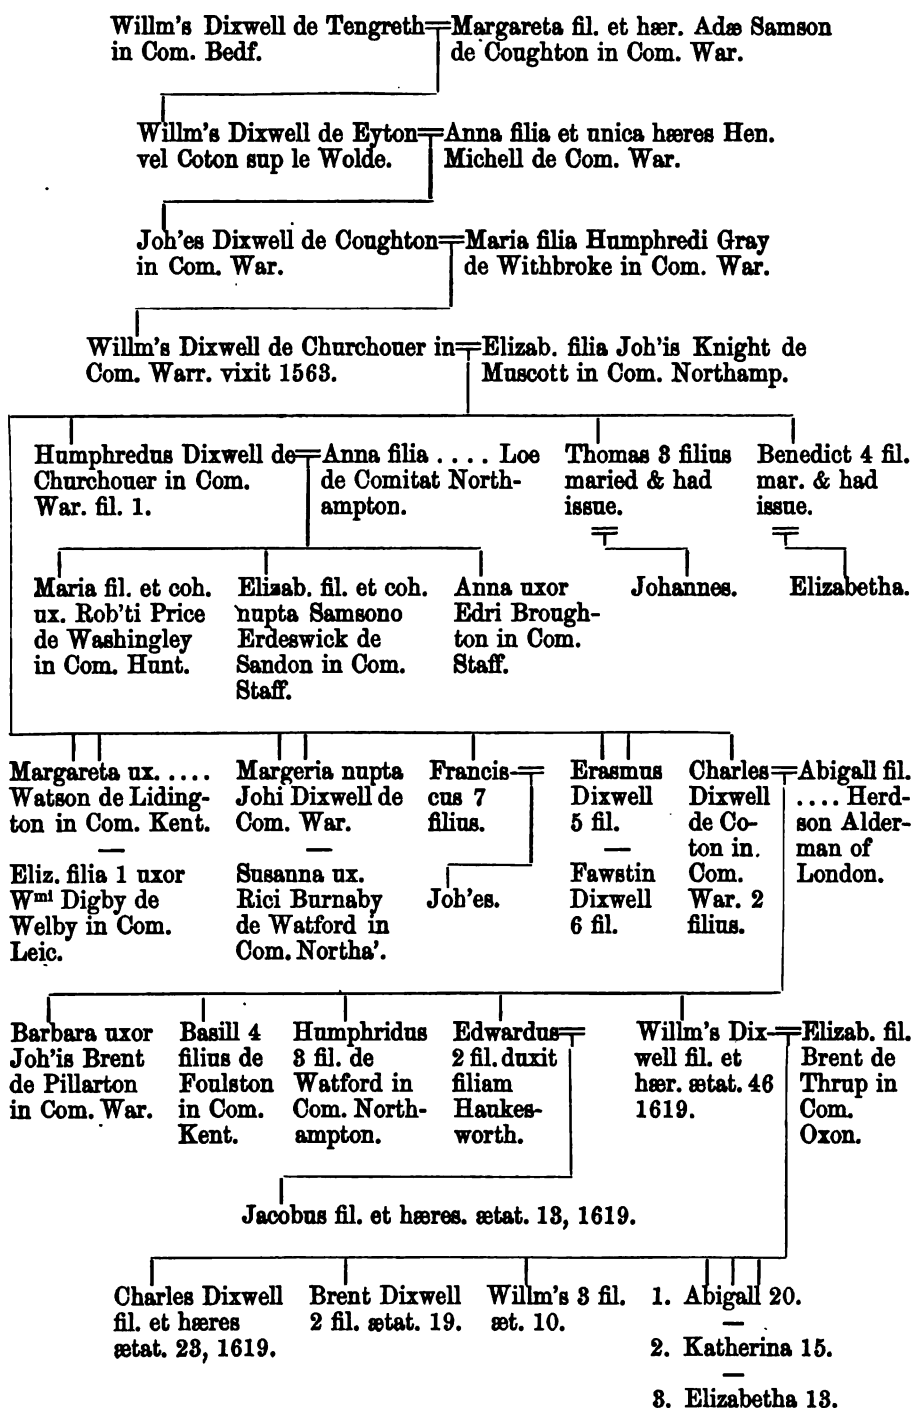 Willm's Dixwell de Tengreth
in Com. Bedf.
Margareta fil. et hær. Adæ Samson
de Coughton in Com. War.
Willm's Dixwell de Eyton
vel Coton sup le Wolde.
Anna filia et unica hæres Hen.
Michell de Com. War.
Joh'es Dixwell de Coughton
in Com. War.
Maria filia Humphredi Gray
de Withbroke in Com. War.
Willm's Dixwell de Churchouer in
Com. Warr. vixit 1563.
Elizab. filia Joh'is Knight de
Muscott in Com. Northamp.
Humphredus Dixwell de
Churchouer in Com.
War. fil. 1.
Anna filia .... Loe
de Comitat North-
ampton.
Thomas 3 filius
maried & had
issue.
Benedict 4 fil.
mar. & had
issue.
Maria fil. et coh.
ux. Rob'ti Price
de Washingley
in Com. Hunt.
Elizab. fil. et coh.
nupta Samsono
Erdeswick de
Sandon in Com.
Staff.
Anna uxor
Edri Brough-
ton in Com.
Staff.
Johannes.
Elizabetha.
Margareta ux. .....
Watson de Liding-
ton in Com. Kent.
—
Eliz. filia 1 uxor
Wmi Digby de
Welby in Com.
Leic.
Margeria nupta
Johi Dixwell de
Com. War.
—
Susanna ux.
Rici Burnaby
de Watford in
Com. Northa'.
Francis-
cus 7
filius.
Joh'es.
Erasmus
Dixwell
5 fil.
—
Fawstin
Dixwell
6 fil.
Charles
Dixwell
de Co-
ton in
Com.
War. 2
filius.
Abigall fil.
.... Herd-
son Alder-
man of
London.
Barbara uxor
Joh'is Brent
de Pillarton
in Com. War.
Basill 4
filius de
Foulston
in Com.
Kent.
Humphridus
3 fil. de
Watford in
Com. North-
ampton.
Edwardus
2 fil. duxit
filiam
Haukes-
worth.
Willm's Dix-
well fil. et
hær. ætat. 46
1619.
Elizab. fil.
Brent de
Thrup in
Com.
Oxon.
Jacobus fil. et hæres. ætat. 13, 1619.
Charles Dixwell
fil. et hæres
ætat. 23, 1619.
Brent Dixwell
2 fil. ætat. 19.
Willm's 3 fil.
æt. 10.
1. Abigall 20.
—
2. Katherina 15.
—
3. Elizabetha 13.